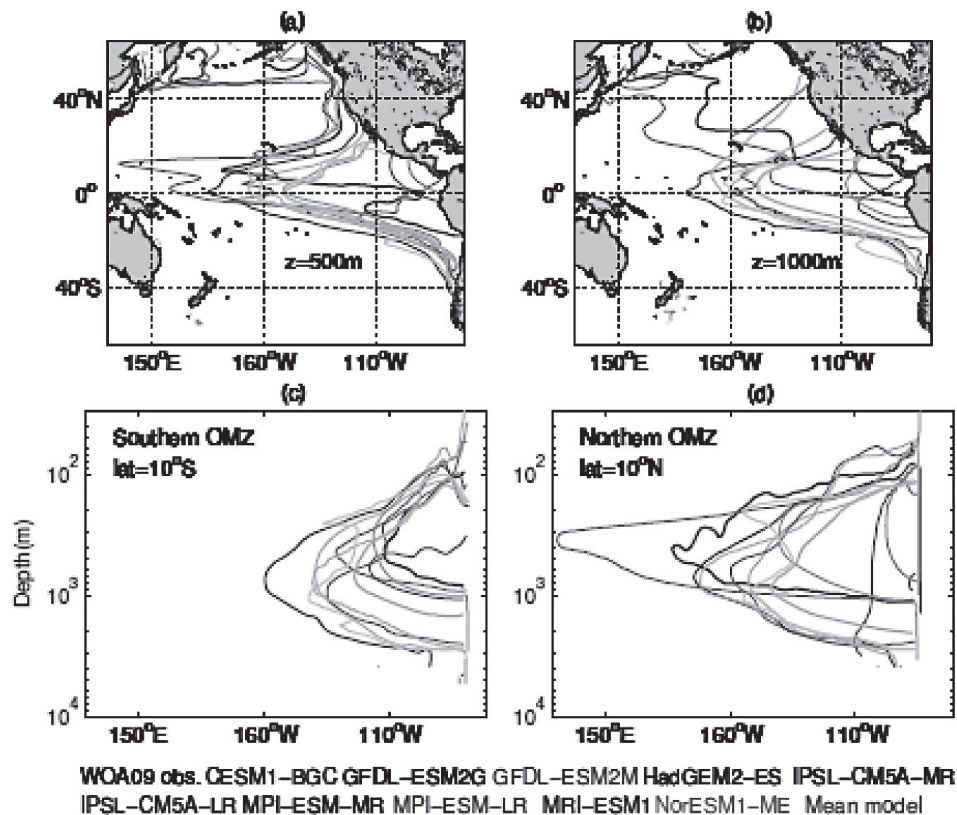 (a)
(b)
40°N
0°
40°S
z=500m
150°E
160°W
110°W
40°N
0°
40°S
z=1000m
150°E
160°W
110°W
(c)
(d)
Southern OMZ
lat=10°S
Northern OMZ
lat=10°N
Depth (m)
10²
10³
10⁴
150°E
160°W
110°W
10²
10³
10⁴
150°E
160°W
110°W
WOA09 obs. CESM1-BGC GFDL-ESM2G GFDL-ESM2M HadGEM2-ES IPSL-CM5A-MR
IPSL-CM5A-LR MPI-ESM-MR MPI-ESM-LR MRI-ESM1 NorESM1-ME Mean model